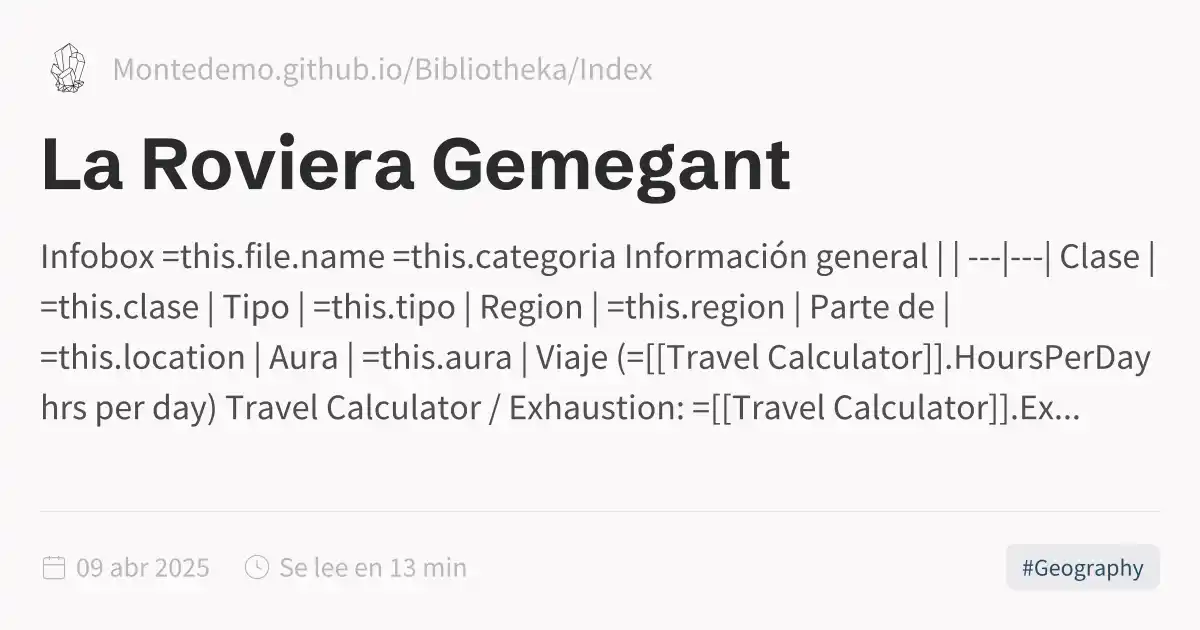 Montedemo.github.io/Bibliotheka/Index
La Roviera Gemegant
Infobox =this.file.name =this.categoria Información general | | ---|---| Clase |
=this.clase | Tipo | =this.tipo | Region | =this.region | Parte de |
=this.location | Aura | =this.aura | Viaje (=[[Travel Calculator]].HoursPerDay
hrs per day) Travel Calculator / Exhaustion: =[[Travel Calculator]].Ex...
09 abr 2025 Se lee en 13 min #Geography